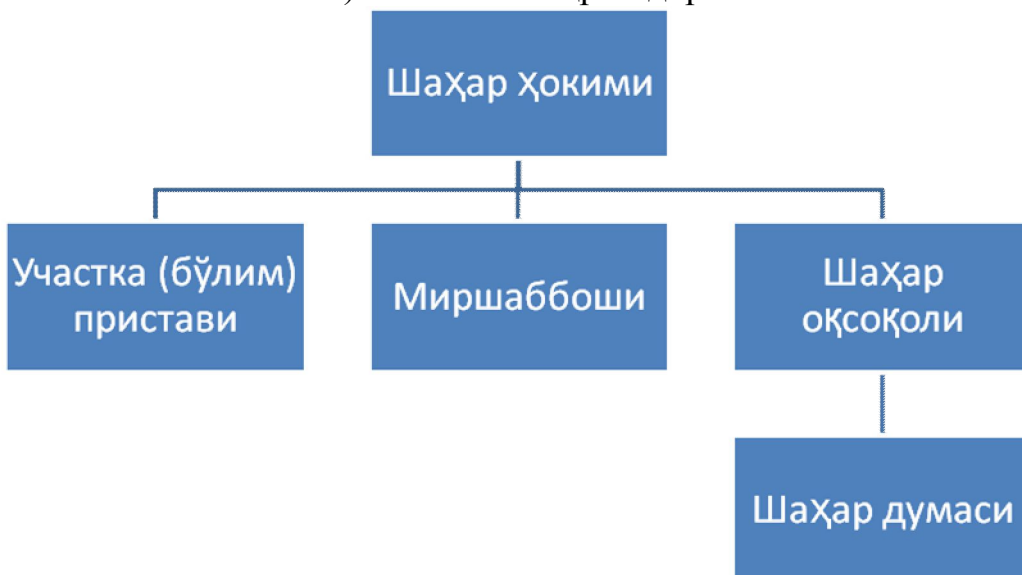 Шаҳар ҳокими
Участка (бўлим)
пристави
Миршаббоши
Шаҳар
оқсоқоли
Шаҳар думаси